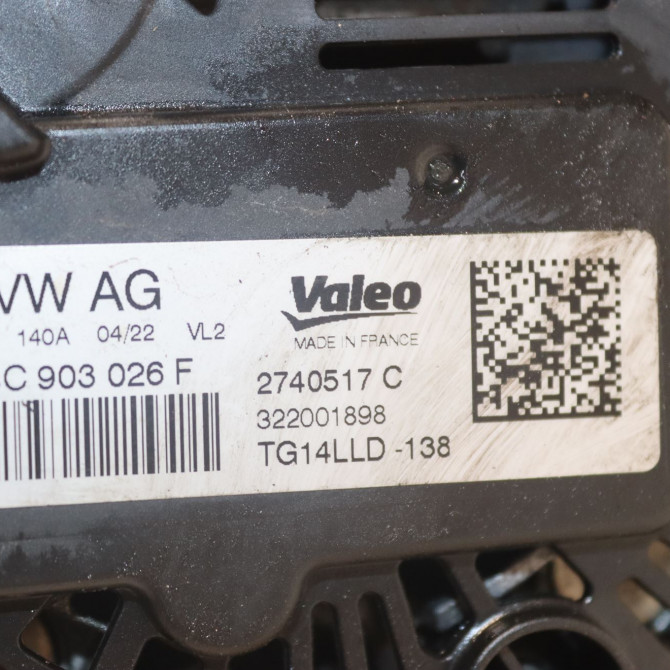 VW AG
140A 04/22 VL2
C 903 026 F
Valeo
MADE IN FRANCE
2740517 C
322001898
TG14LLD -138